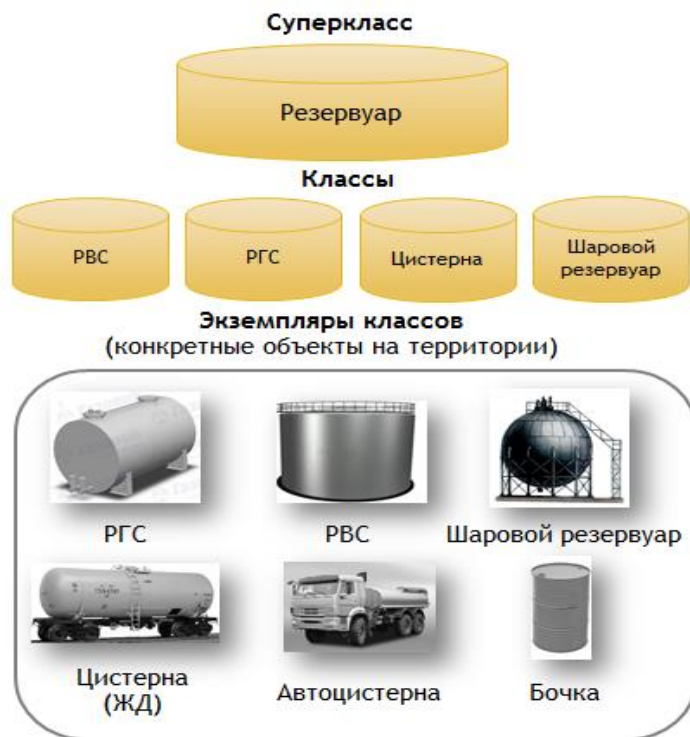 Суперкласс
Резервуар
Классы
РВС
РГС
Цистерна
Шаровой
резервуар
Экземпляры классов
(конкретные объекты на территории)
РГС
РВС
Шаровой резервуар
Цистерна
(ЖД)
Автоцистерна
Бочка